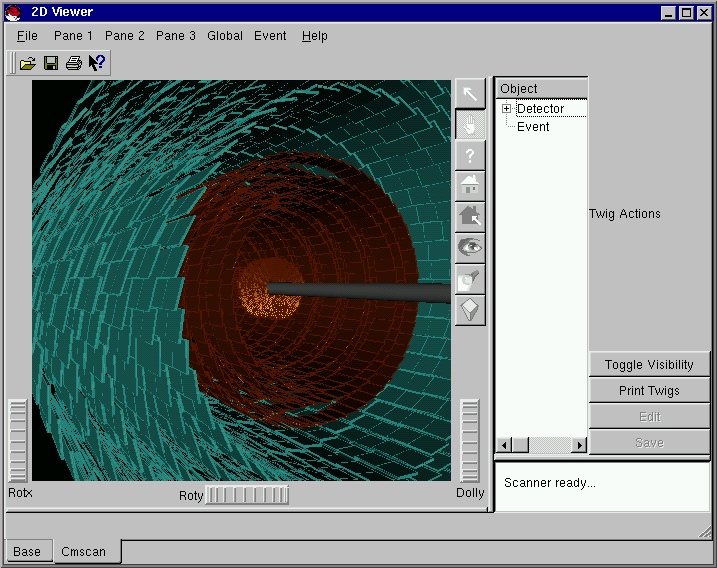 2D Viewer
File Pane 1 Pane 2 Pane 3 Global Event Help
Object
Detector
Event
?
Twig Actions
Toggle Visibility
Print Twigs
Edit
Save
Scanner ready...
Rotx
Roty
Dolly
Base Cmscan